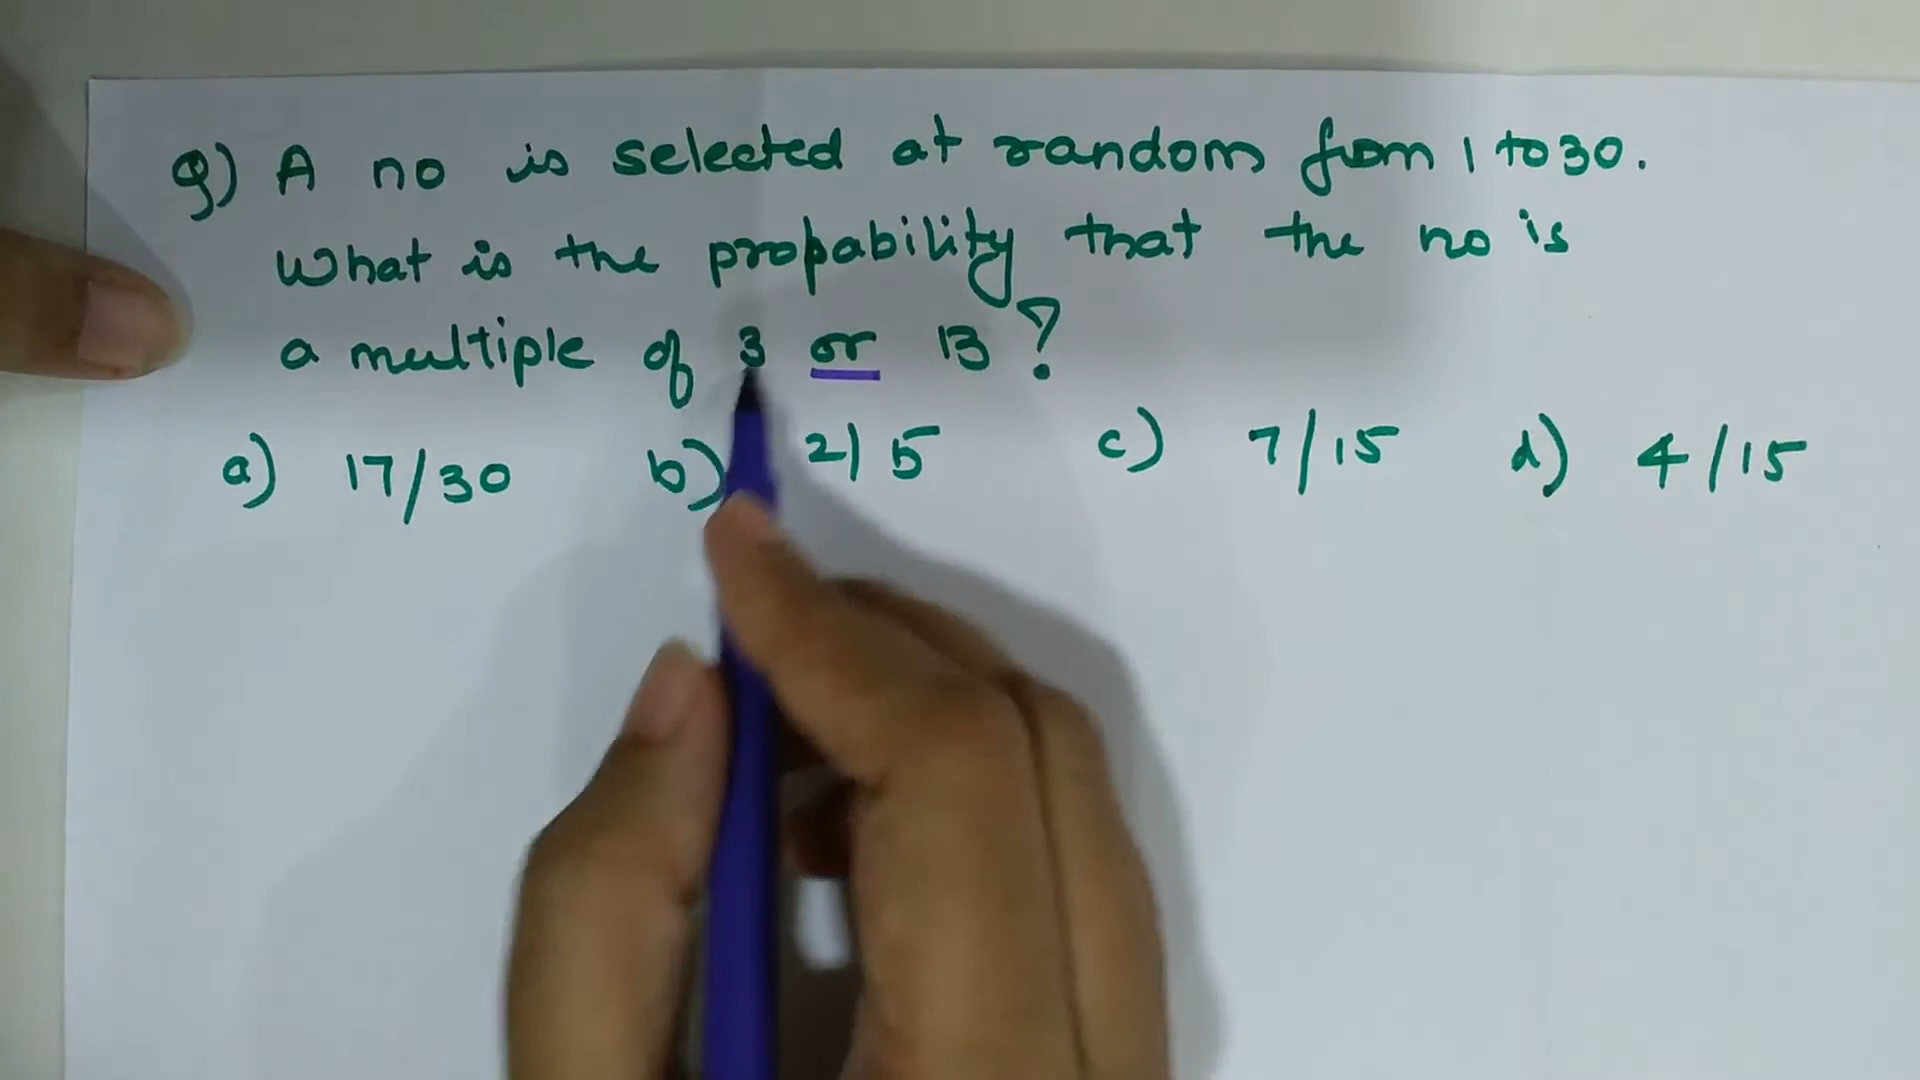 Q) A no is selected at random from 1 to 30.
What is the propability that the no is
a multiple of 3 or 13 ?
a) 17/30 b) 2/5 c) 7/15 d) 4/15